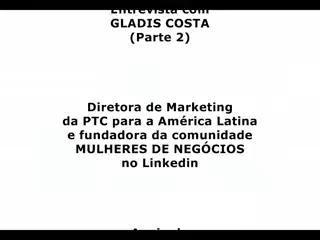 Entrevista com
GLADIS COSTA
(Parte 2)
Diretora de Marketing
da PTC para a América Latina
e fundadora da comunidade
MULHERES DE NEGÓCIOS
no Linkedin